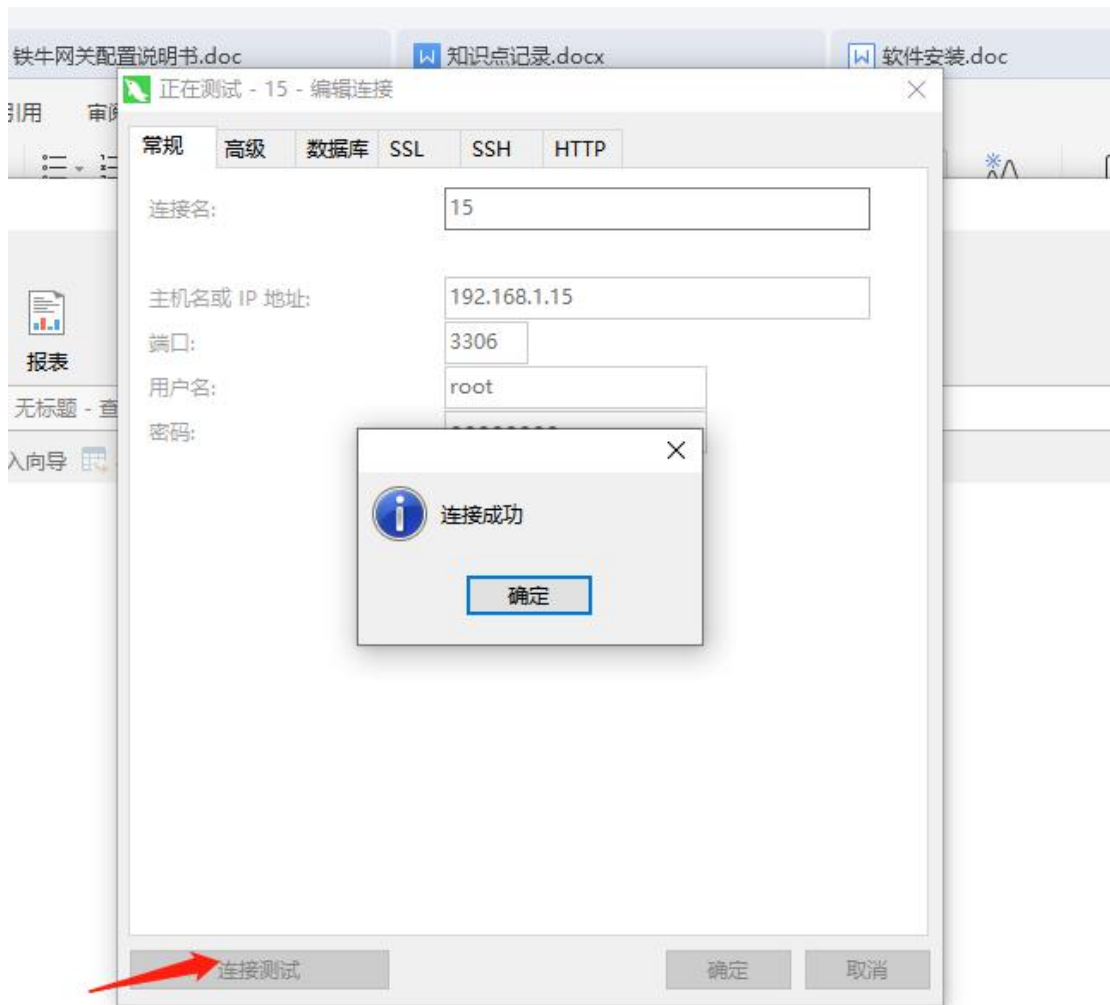 铁牛网关配置说明书.doc
知识点记录.docx
软件安装.doc
正在测试 - 15 - 编辑连接
引用
常规
高级
数据库
SSL
SSH
HTTP
连接名:
15
主机名或 IP 地址:
192.168.1.15
端口:
3306
报表
用户名:
root
无标题 - 查
密码:
入向导
连接成功
确定
连接测试
确定
取消